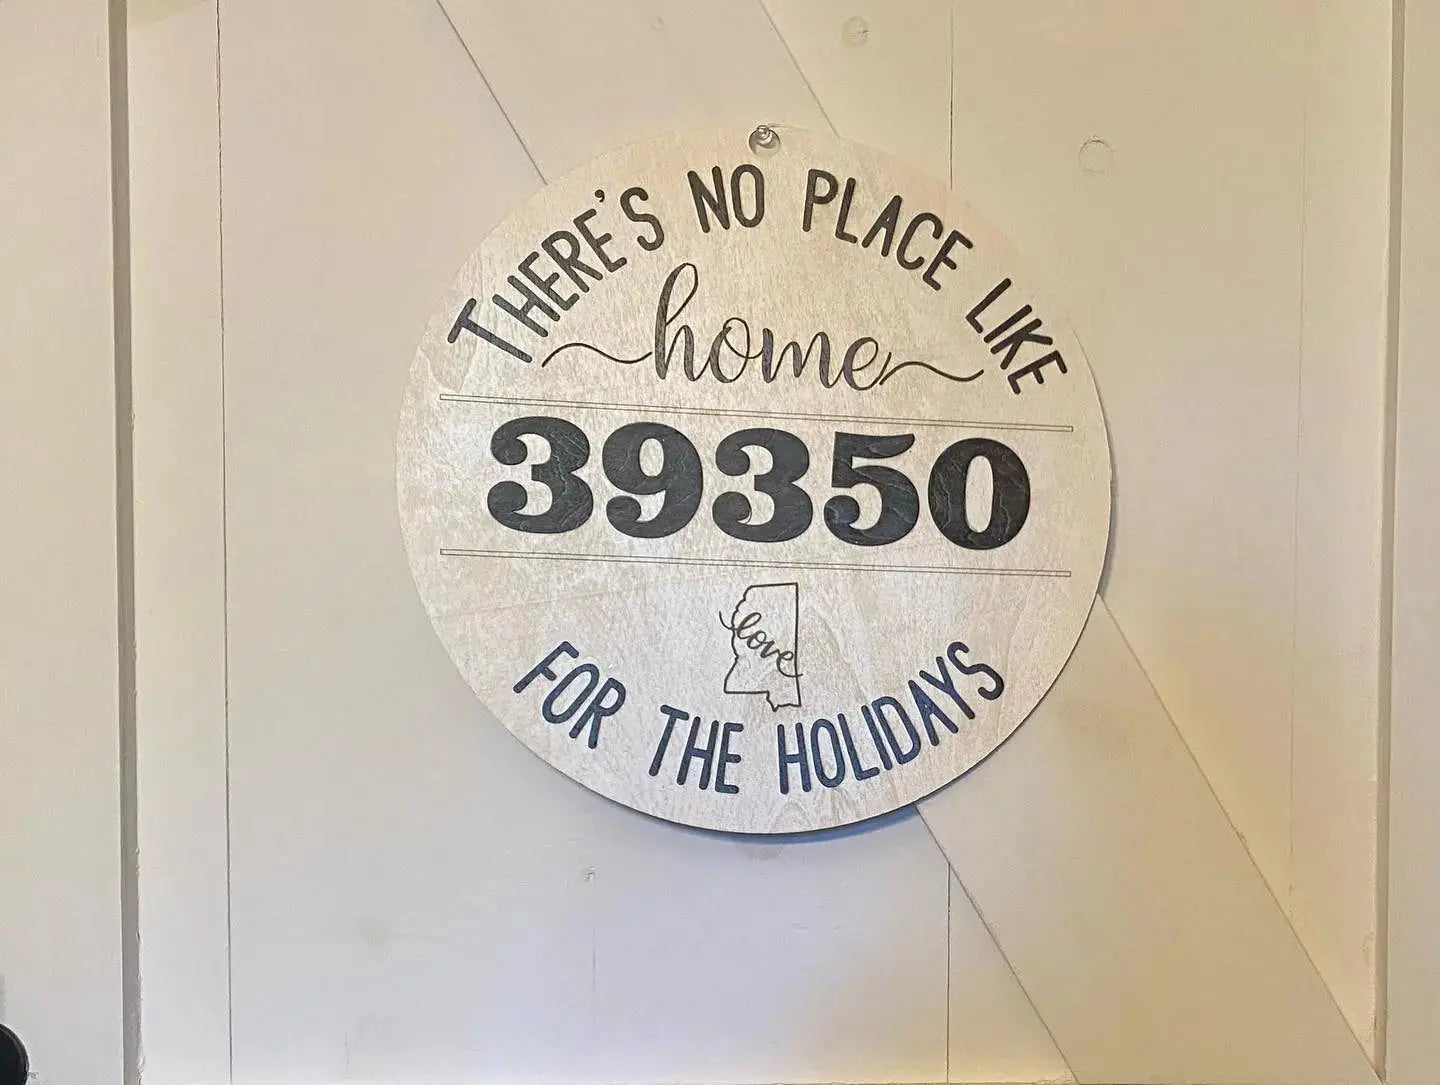 THERE'S NO PLACE LIKE
home
39350
love
FOR THE HOLIDAYS